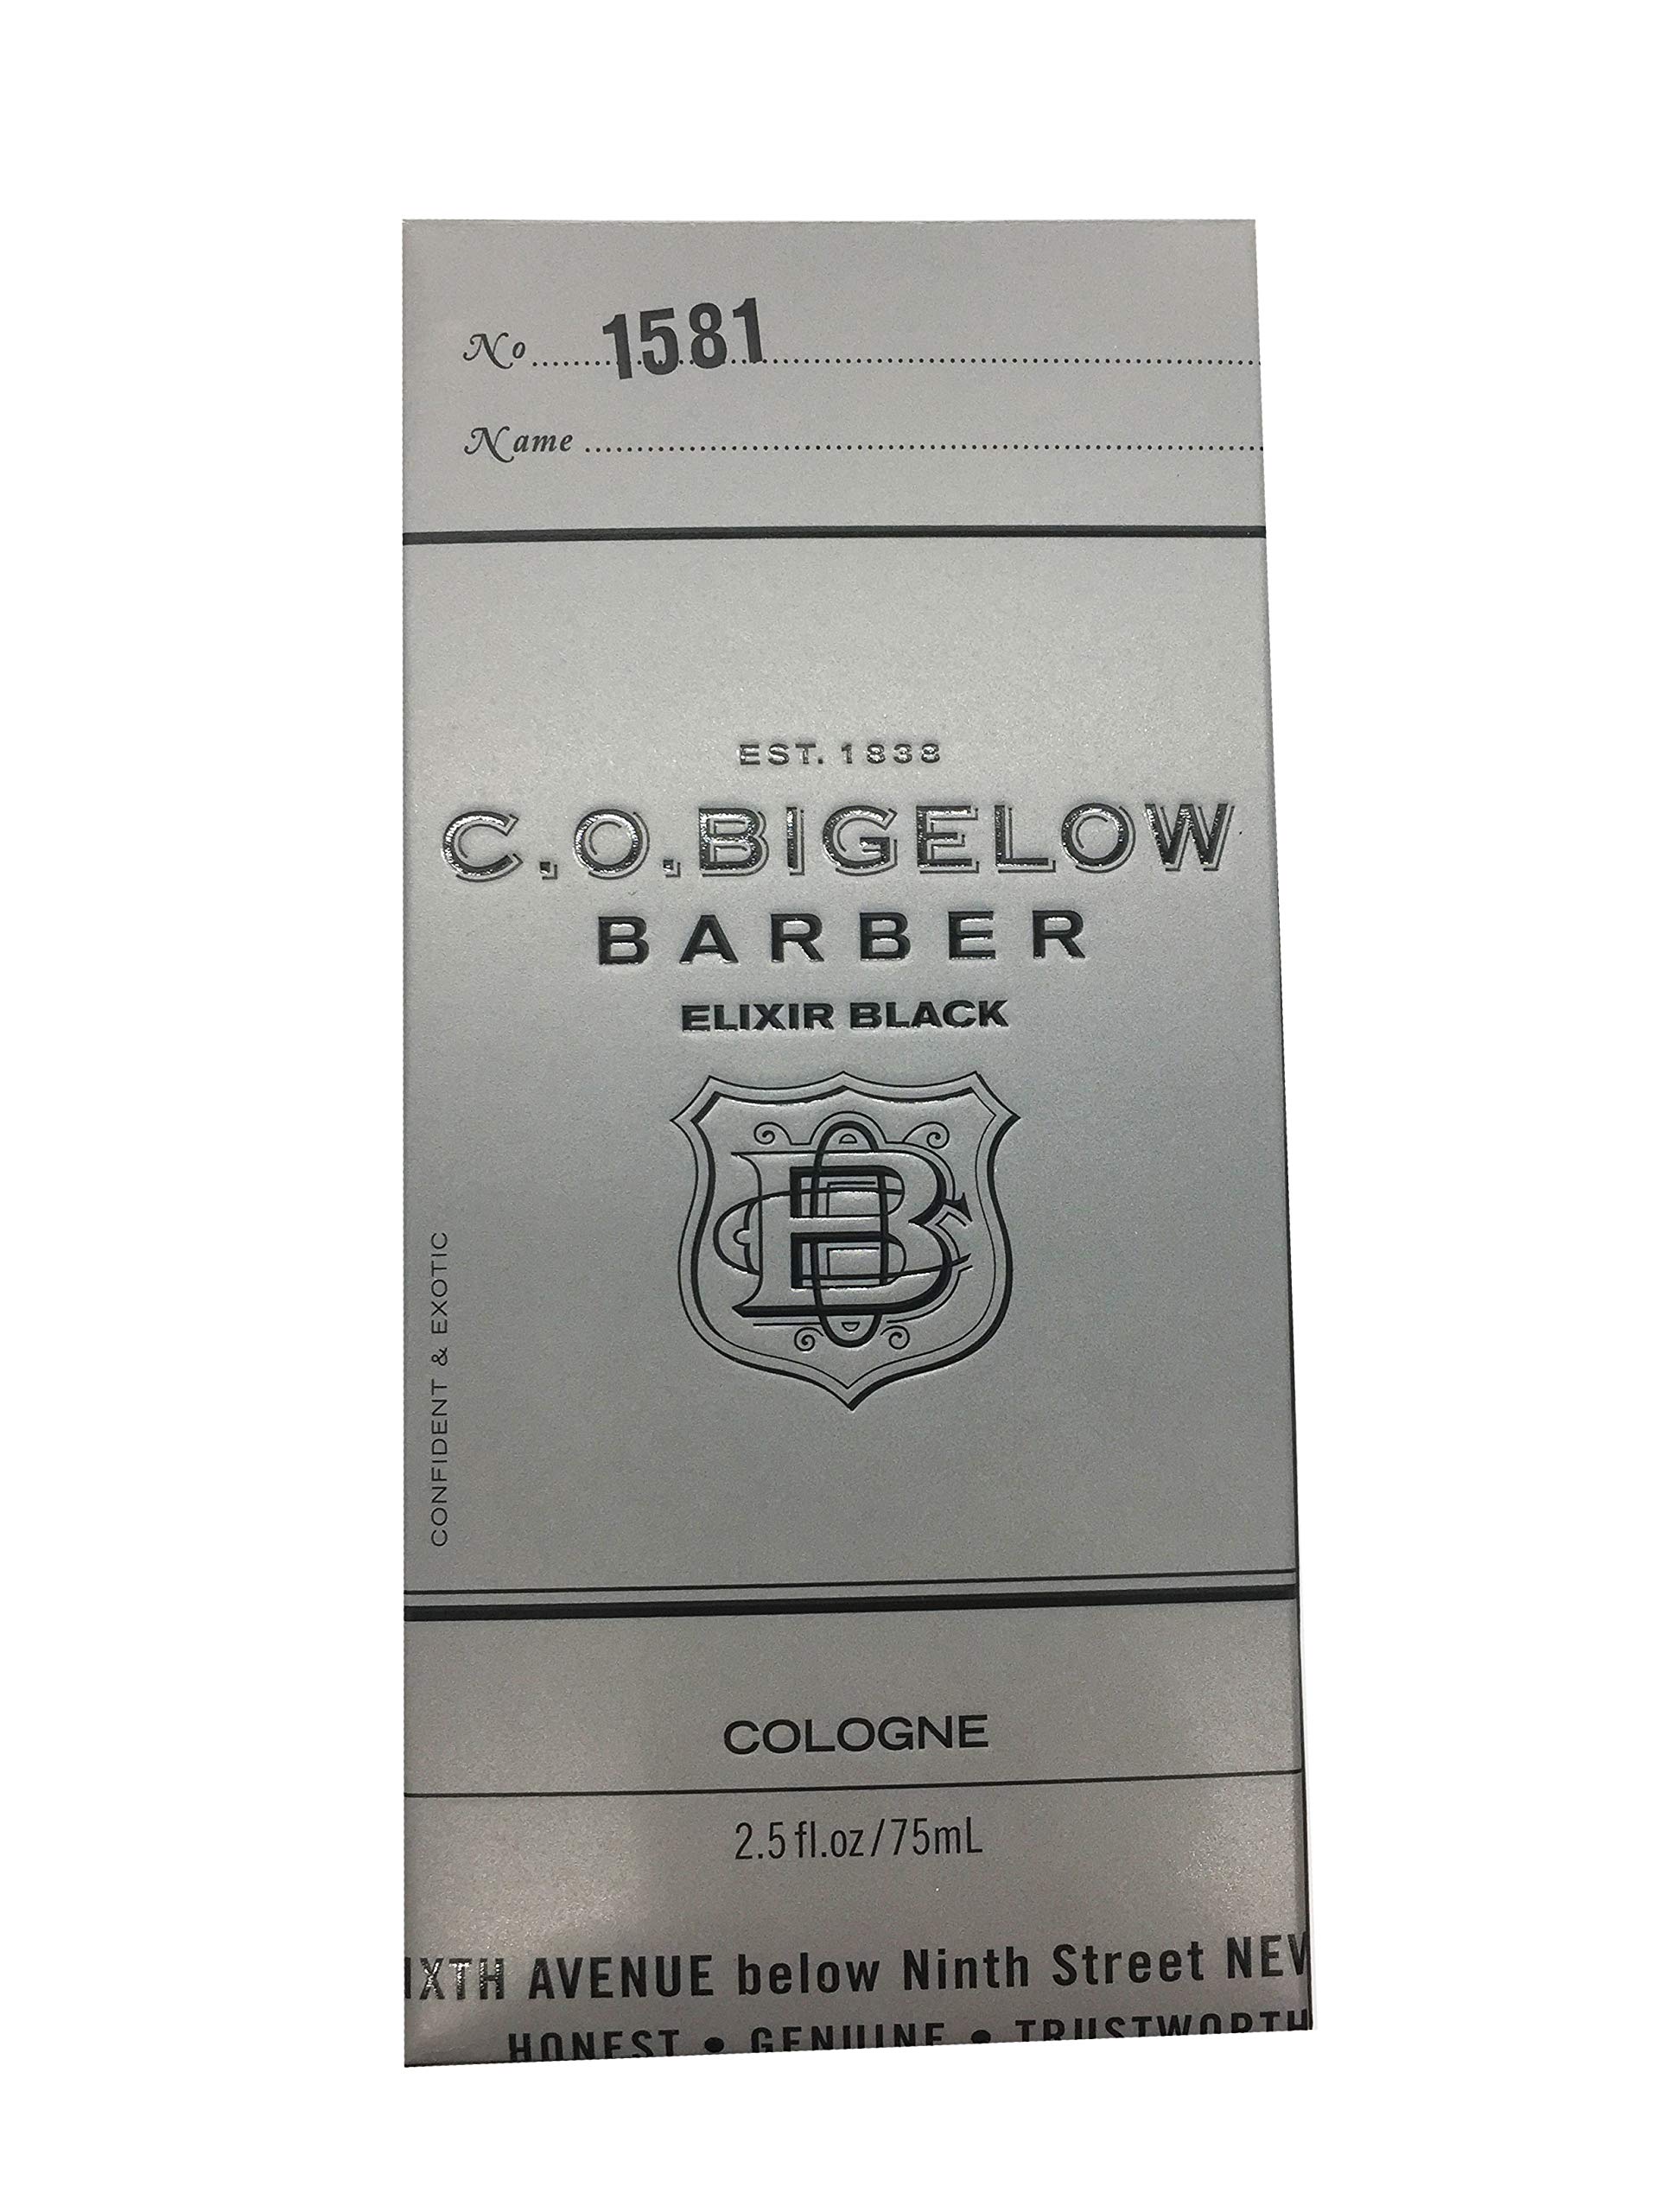 No 1581
Name
EST. 1838
C.O.BIGELOW
BARBER
ELIXIR BLACK
CONFIDENT & EXOTIC
COLOGNE
2.5 fl.oz/75mL
AVENUE below Ninth Street
HONEST • GENUINE •